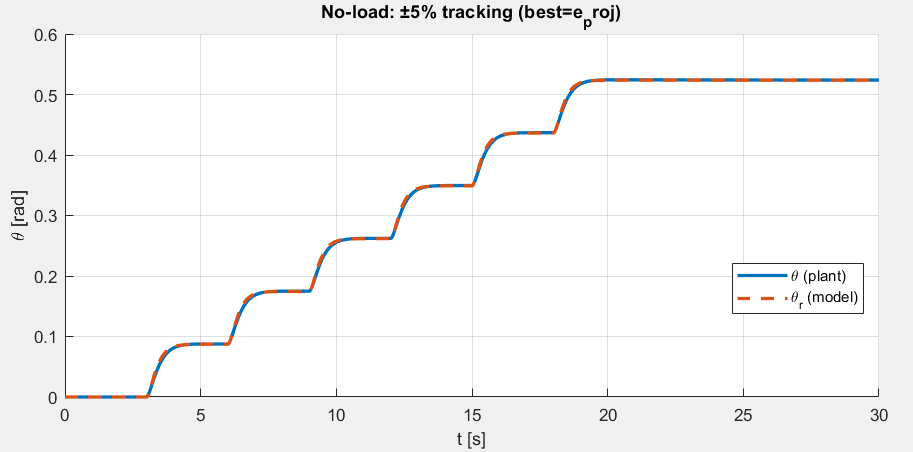 No-load: ±5% tracking (best=e_proj)
0.6
0.5
0.4
0.3
0.2
0.1
0
θ [rad]
θ (plant)
θr (model)
0 5 10 15 20 25 30
t [s]